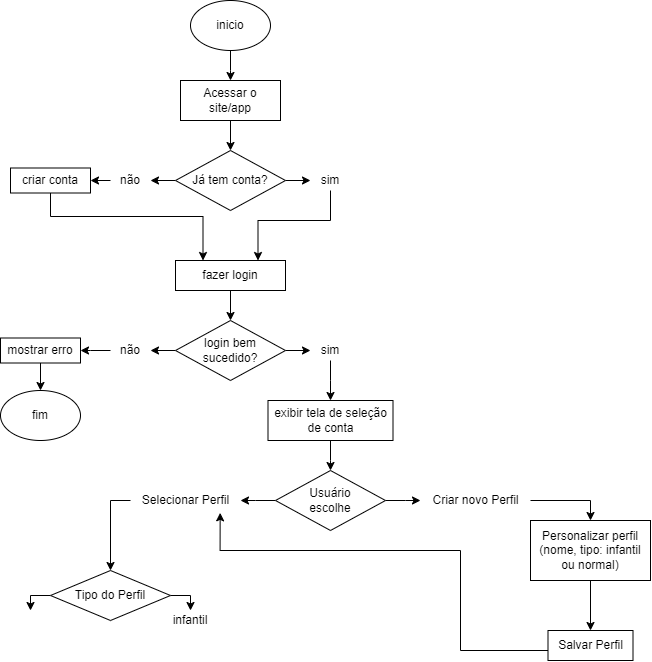 inicio
Acessar o
site/app
Já tem conta?
não
sim
criar conta
fazer login
login bem
sucedido?
não
sim
mostrar erro
fim
exibir tela de seleção
de conta
Usuário
escolhe
Selecionar Perfil
Criar novo Perfil
Personalizar perfil
(nome, tipo: infantil
ou normal)
Tipo do Perfil
infantil
Salvar Perfil